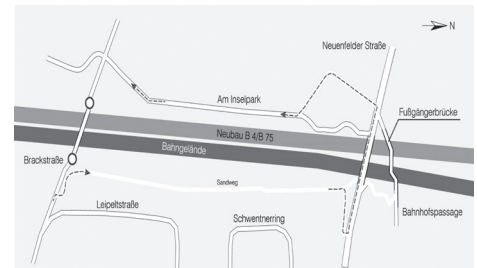 N
Neuenfelder Straße
Am Inselpark
Fußgängerbrücke
Neubau B 4/B 75
Bahngelände
Brackstraße
Sandweg
Leipeltstraße
Schwentnerring
Bahnhofspassage